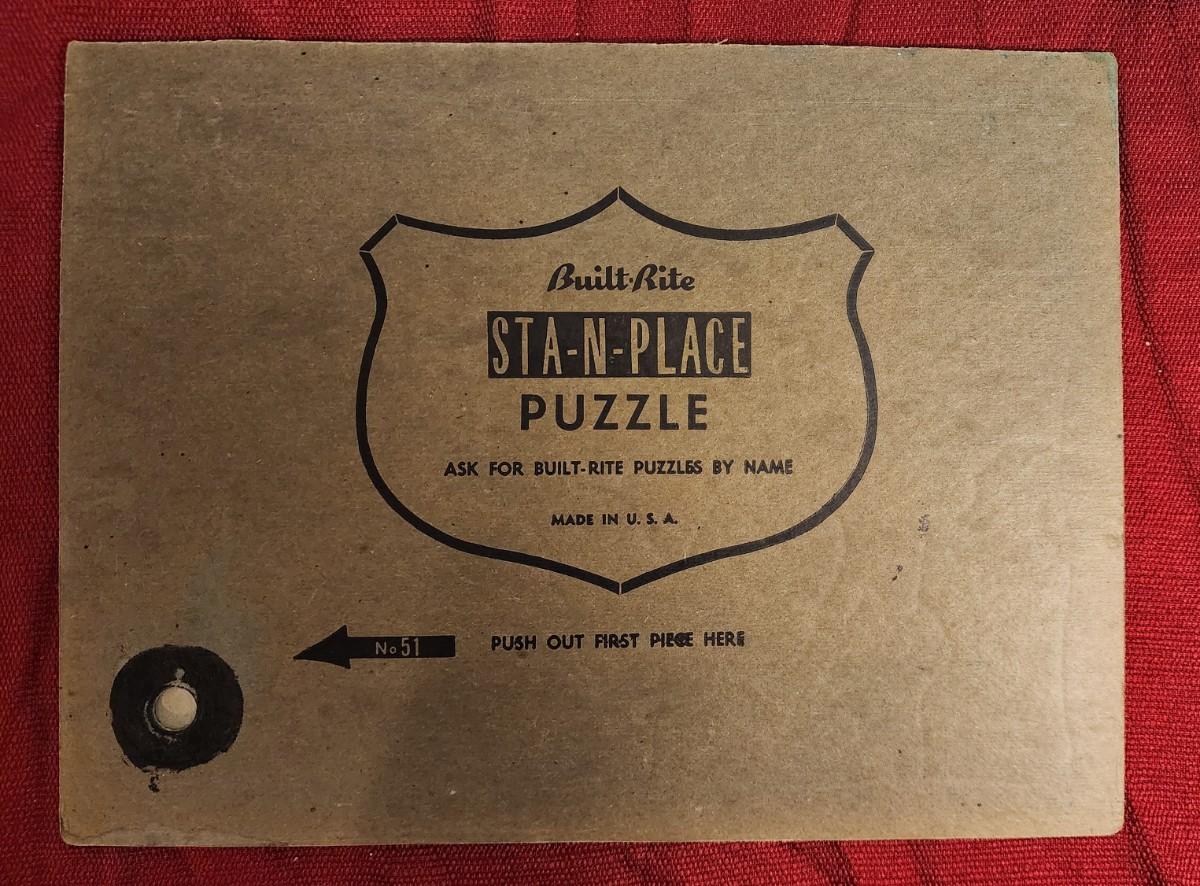 Built-Rite
STA-N-PLACE
PUZZLE
ASK FOR BUILT-RITE PUZZLES BY NAME
MADE IN U. S. A.
No 51 PUSH OUT FIRST PIECE HERE